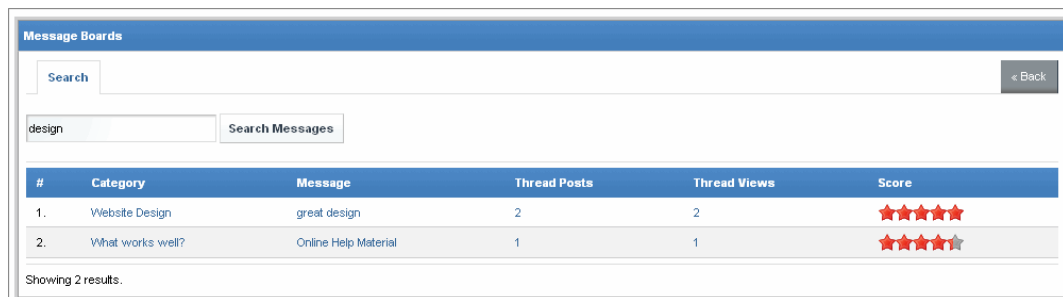 Message Boards
Search
« Back
design
Search Messages
# Category Message Thread Posts Thread Views Score
1. Website Design great design 2 2
2. What works well? Online Help Material 1 1
Showing 2 results.